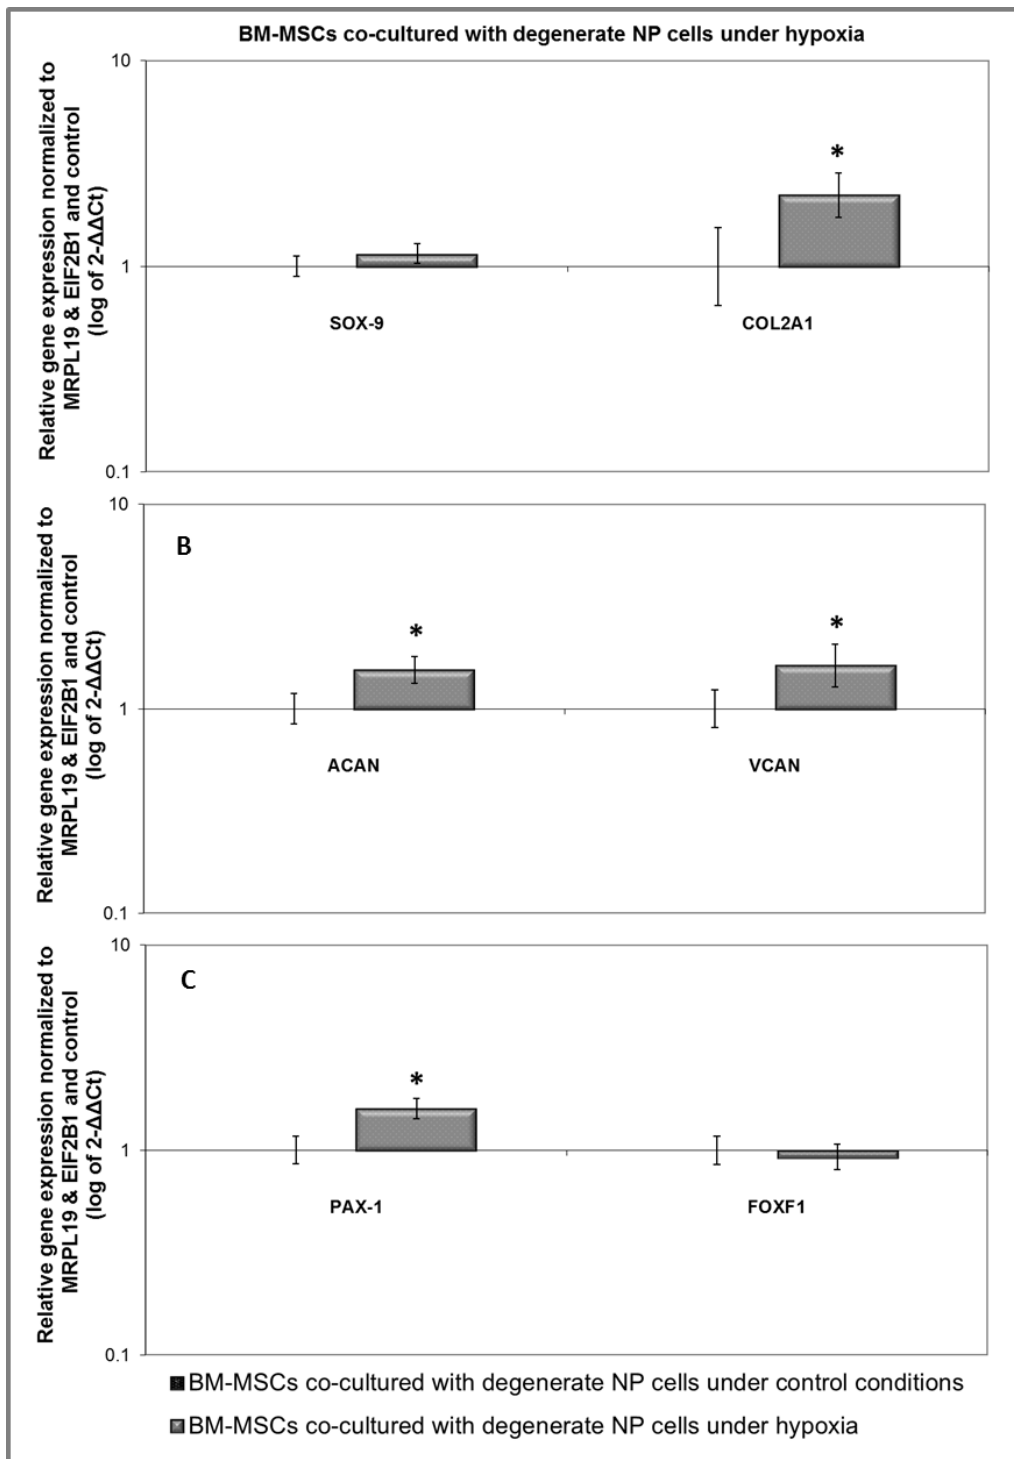 BM-MSCs co-cultured with degenerate NP cells under hypoxia
Relative gene expression normalized to
MRPL19 & EIF2B1 and control
(log of 2-ΔΔCt)
10
1
0.1
*
SOX-9
COL2A1
Relative gene expression normalized to
MRPL19 & EIF2B1 and control
(log of 2-ΔΔCt)
10
1
0.1
B
*
*
ACAN
VCAN
Relative gene expression normalized to
MRPL19 & EIF2B1 and control
(log of 2-ΔΔCt)
10
1
0.1
C
*
PAX-1
FOXF1
BM-MSCs co-cultured with degenerate NP cells under control conditions
BM-MSCs co-cultured with degenerate NP cells under hypoxia